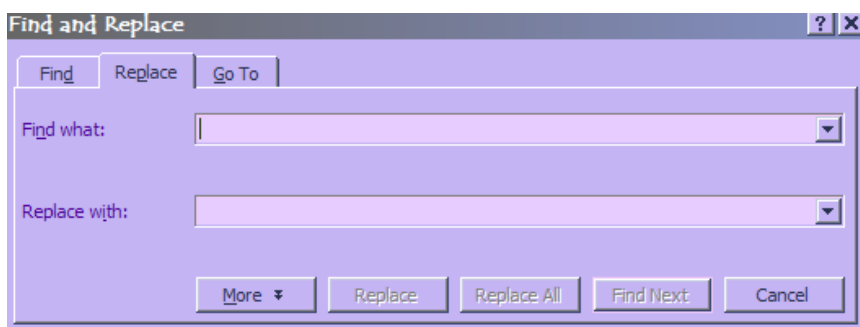 Find and Replace
Find Replace Go To
Find what:
Replace with:
More Replace Replace All Find Next Cancel